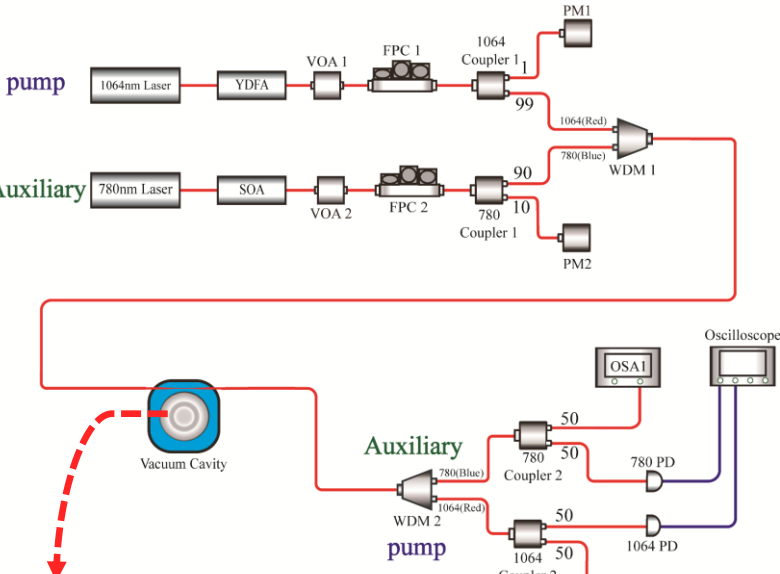 PM1
1064
Coupler 1
1
FPC 1
VOA 1
pump
1064nm Laser
YDFA
99
1064(Red)
780(Blue)
WDM 1
90
Auxiliary
780nm Laser
SOA
VOA 2
FPC 2
10
780
Coupler 1
PM2
Oscilloscope
OSA1
50
Auxiliary
50
780
Coupler 2
780 PD
Vacuum Cavity
780(Blue)
1064(Red)
WDM 2
50
pump
1064
50
1064 PD
Coupler 2